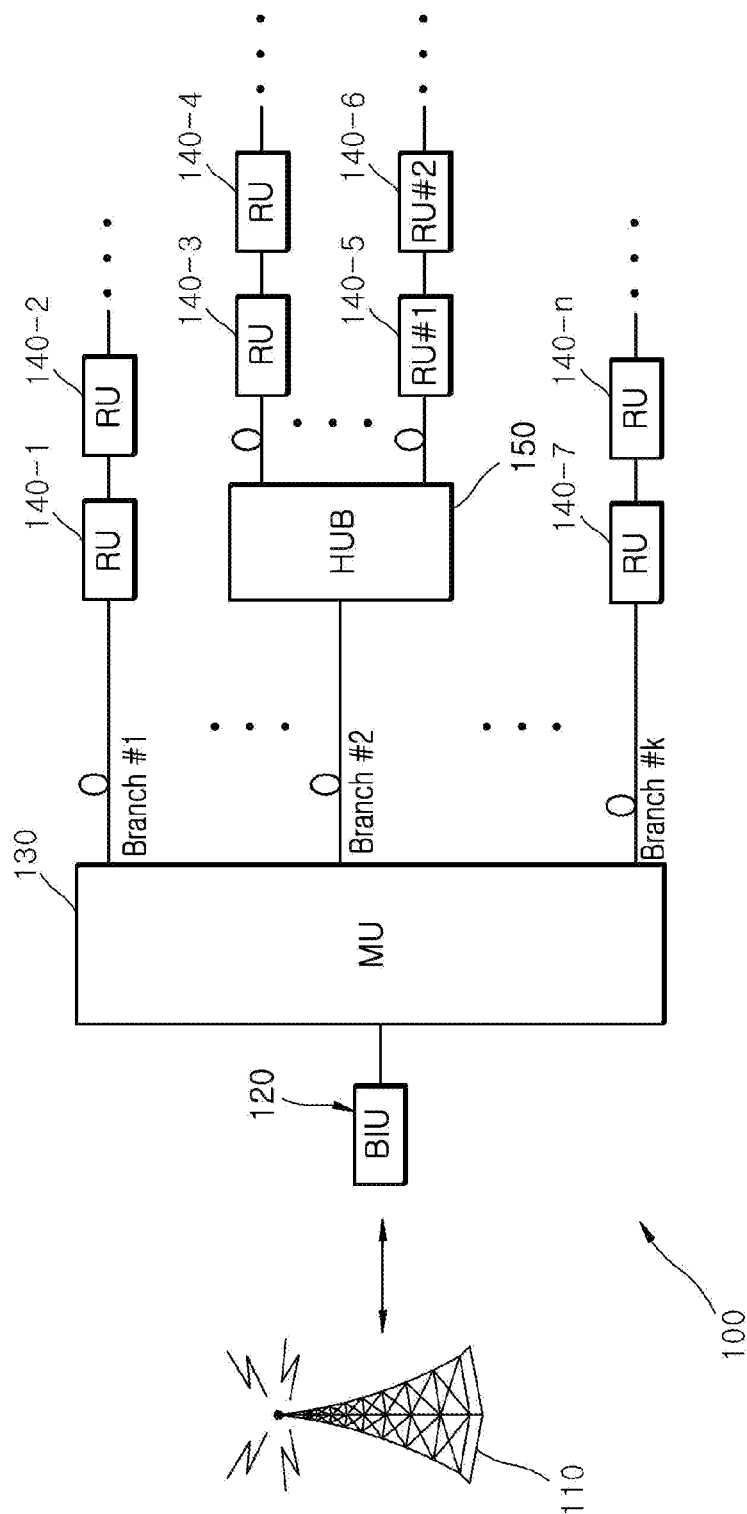 140-2
140-1
RU
RU
130
Branch #1
140-4
140-3
RU
RU
140-6
140-5
RU#2
RU#1
150
HUB
Branch #2
MU
120
BIU
140-n
140-7
RU
RU
Branch #k
110
100